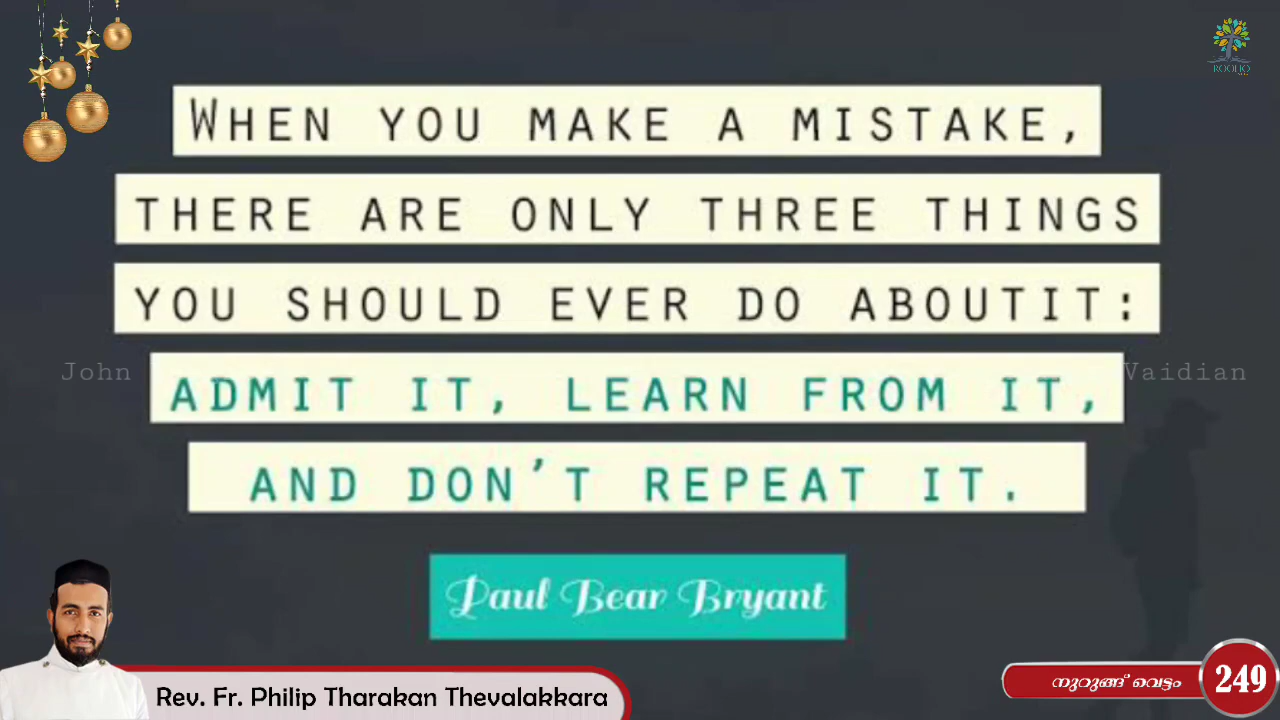 ROOHO
WHEN YOU MAKE A MISTAKE,
THERE ARE ONLY THREE THINGS
YOU SHOULD EVER DO ABOUTIT:
John Vaidian
ADMIT IT, LEARN FROM IT,
AND DON'T REPEAT IT.
Paul Bear Bryant
Rev. Fr. Philip Tharakan Thevalakkara
നുറുങ്ങ് വെട്ടം 249